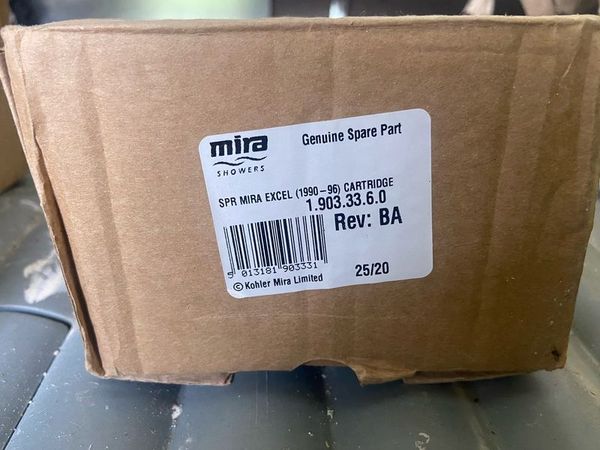 mira
SHOWERS
Genuine Spare Part
SPR MIRA EXCEL (1990-96) CARTRIDGE
1.903.33.6.0
Rev: BA
5 013181 903331
25/20
© Kohler Mira Limited